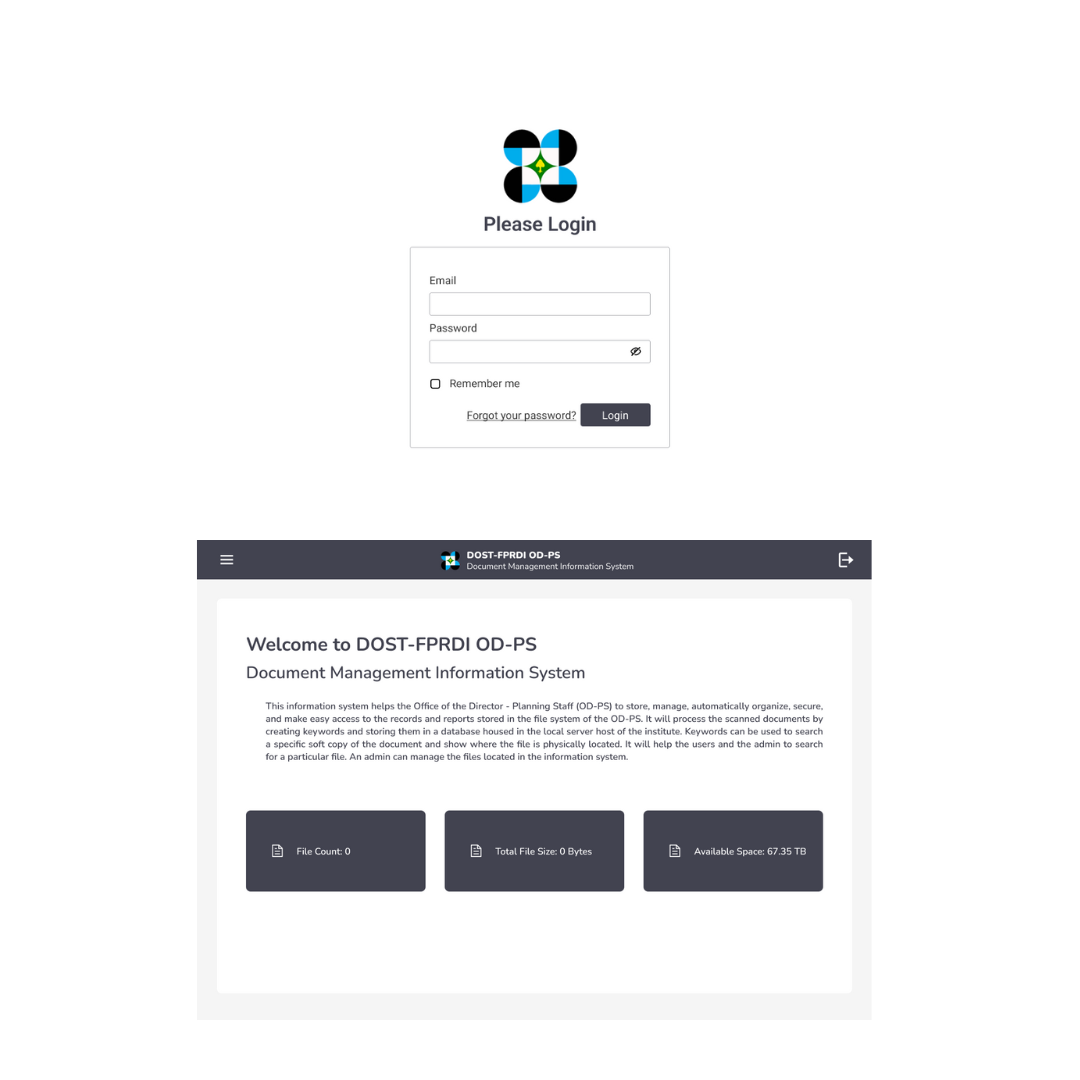 Please Login
Email
Password
Remember me
Forgot your password? Login
DOST-FPRDI OD-PS
Document Management Information System
Welcome to DOST-FPRDI OD-PS
Document Management Information System
This information system helps the Office of the Director - Planning Staff (OD-PS) to store, manage, automatically organize, secure,
and make easy access to the records and reports stored in the file system of the OD-PS. It will process the scanned documents by
creating keywords and storing them in a database housed in the local server host of the institute. Keywords can be used to search
a specific soft copy of the document and show where the file is physically located. It will help the users and the admin to search
for a particular file. An admin can manage the files located in the information system.
File Count: 0
Total File Size: 0 Bytes
Available Space: 67.35 TB